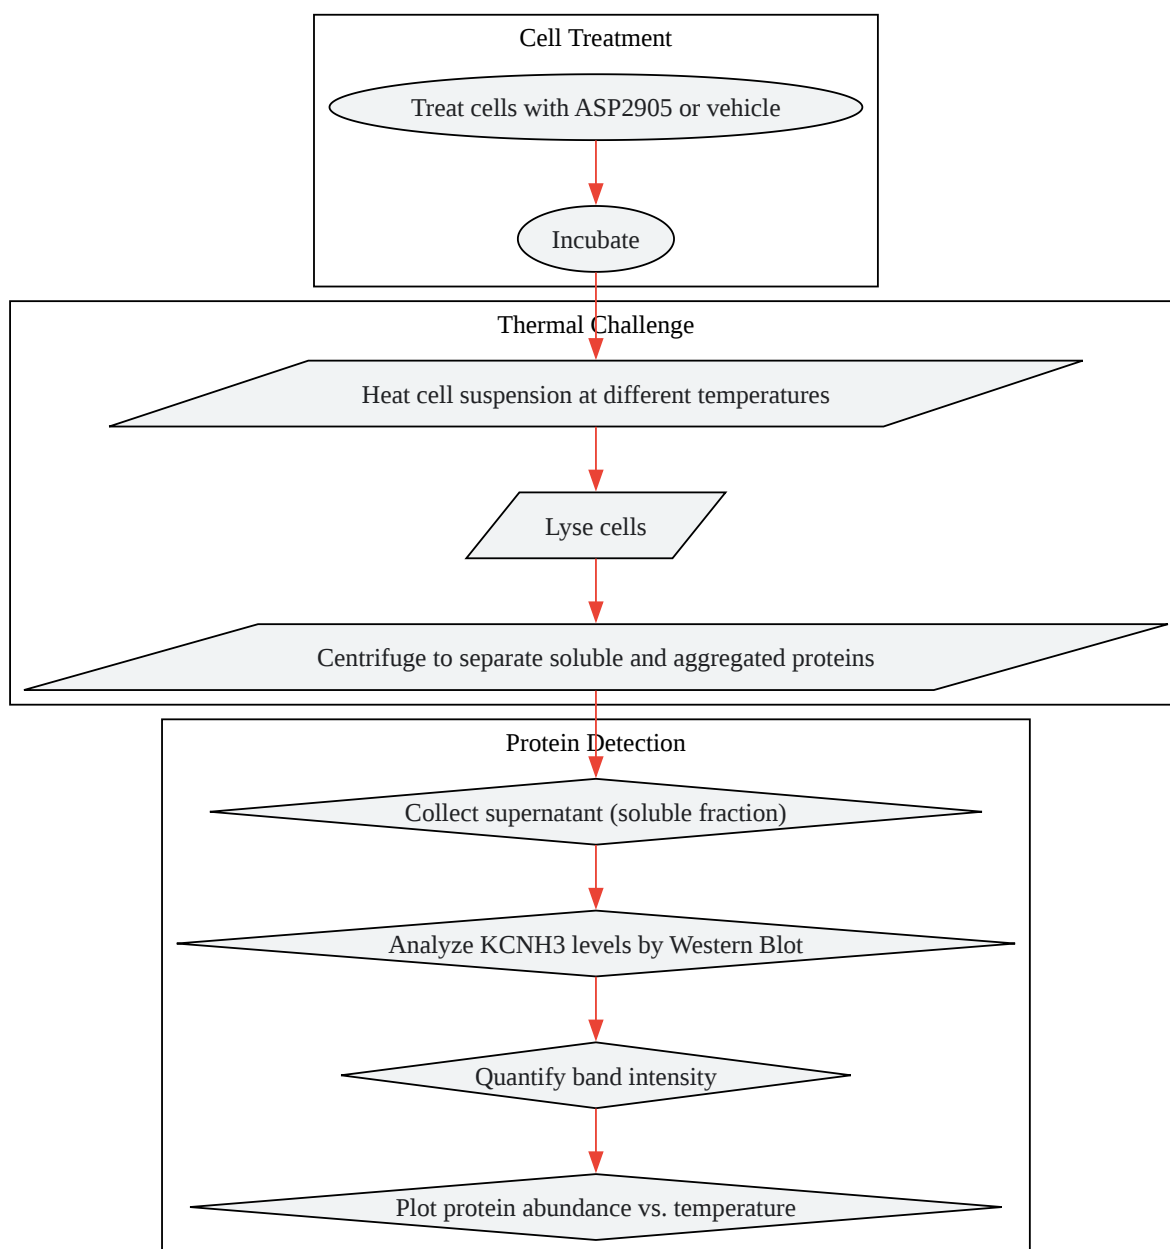 Cell Treatment
Treat cells with ASP2905 or vehicle
Incubate
Thermal Challenge
Heat cell suspension at different temperatures
Lyse cells
Centrifuge to separate soluble and aggregated proteins
Protein Detection
Collect supernatant (soluble fraction)
Analyze KCNH3 levels by Western Blot
Quantify band intensity
Plot protein abundance vs. temperature